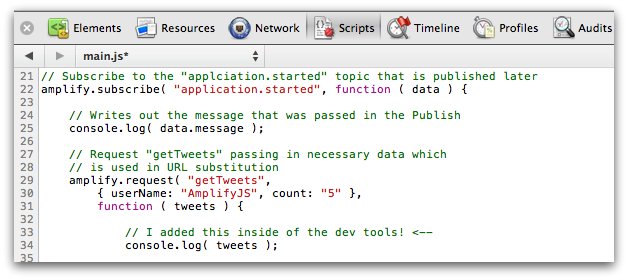 Elements Resources Network Scripts Timeline Profiles Audits
main.js*
21 // Subscribe to the "applciation.started" topic that is published later
22 amplify.subscribe( "application.started", function ( data ) {
23
24 // Writes out the message that was passed in the Publish
25 console.log( data.message );
26
27 // Request "getTweets" passing in necessary data which
28 // is used in URL substitution
29 amplify.request( "getTweets",
30 { userName: "AmplifyJS", count: "5" },
31 function ( tweets ) {
32
33 // I added this inside of the dev tools! <--
34 console.log( tweets );
35